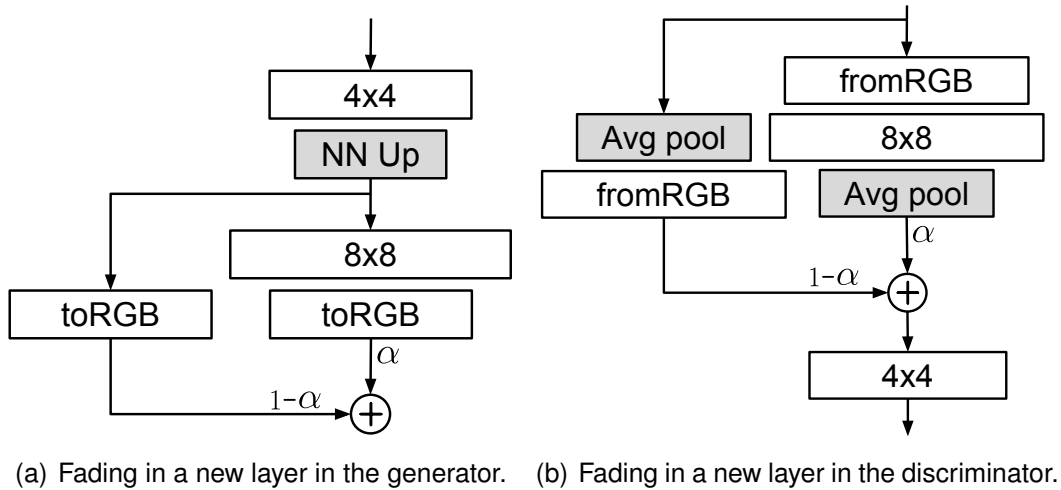 4x4
NN Up
8x8
toRGB
toRGB
α
1-α
(a) Fading in a new layer in the generator.
fromRGB
Avg pool
8x8
fromRGB
Avg pool
α
1-α
4x4
(b) Fading in a new layer in the discriminator.